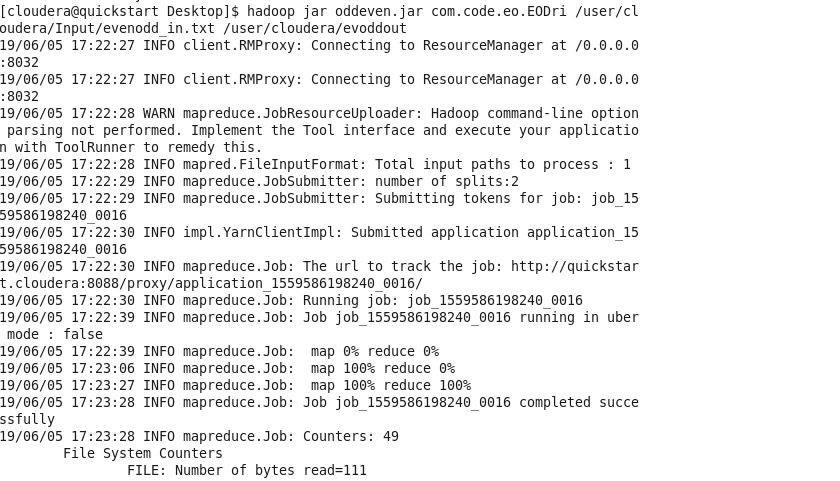 [cloudera@quickstart Desktop]$ hadoop jar oddeven.jar com.code.eo.EODri /user/cl
oudera/Input/evenodd_in.txt /user/cloudera/evoddout
19/06/05 17:22:27 INFO client.RMProxy: Connecting to ResourceManager at /0.0.0.0
:8032
19/06/05 17:22:27 INFO client.RMProxy: Connecting to ResourceManager at /0.0.0.0
:8032
19/06/05 17:22:28 WARN mapreduce.JobResourceUploader: Hadoop command-line option
 parsing not performed. Implement the Tool interface and execute your applicatio
n with ToolRunner to remedy this.
19/06/05 17:22:28 INFO mapred.FileInputFormat: Total input paths to process : 1
19/06/05 17:22:29 INFO mapreduce.JobSubmitter: number of splits:2
19/06/05 17:22:29 INFO mapreduce.JobSubmitter: Submitting tokens for job: job_15
59586198240_0016
19/06/05 17:22:30 INFO impl.YarnClientImpl: Submitted application application_15
59586198240_0016
19/06/05 17:22:30 INFO mapreduce.Job: The url to track the job: http://quickstar
t.cloudera:8088/proxy/application_1559586198240_0016/
19/06/05 17:22:30 INFO mapreduce.Job: Running job: job_1559586198240_0016
19/06/05 17:22:39 INFO mapreduce.Job: Job job_1559586198240_0016 running in uber
 mode : false
19/06/05 17:22:39 INFO mapreduce.Job:  map 0% reduce 0%
19/06/05 17:23:06 INFO mapreduce.Job:  map 100% reduce 0%
19/06/05 17:23:27 INFO mapreduce.Job:  map 100% reduce 100%
19/06/05 17:23:28 INFO mapreduce.Job: Job job_1559586198240_0016 completed succe
ssfully
19/06/05 17:23:28 INFO mapreduce.Job: Counters: 49
        File System Counters
                FILE: Number of bytes read=111